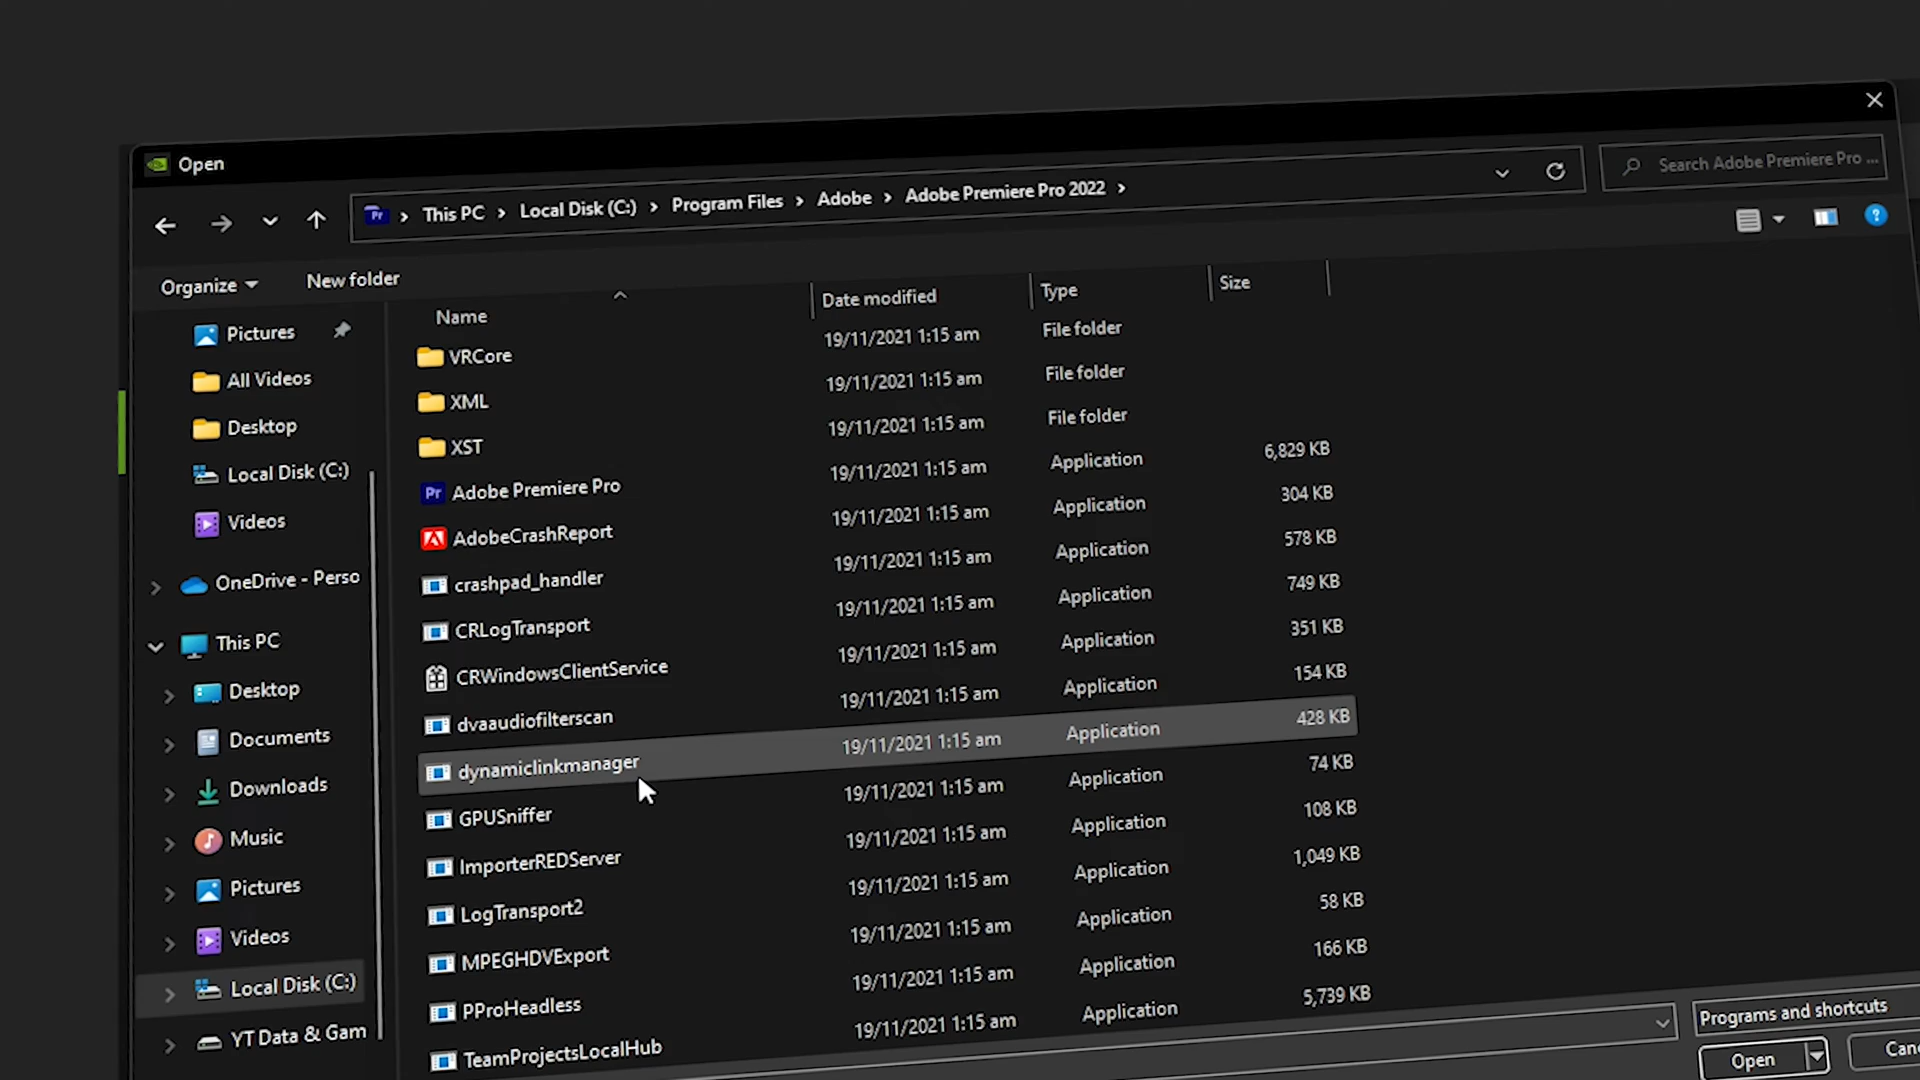 Open
This PC > Local Disk (C:) > Program Files > Adobe > Adobe Premiere Pro 2022 >
Search Adobe Premiere Pro ...
Organize
New folder
Name
Date modified
Type
Size
Pictures
All Videos
Desktop
Local Disk (C:)
Videos
OneDrive - Perso
This PC
Desktop
Documents
Downloads
Music
Pictures
Videos
Local Disk (C:)
YT Data & Gam
VRCore 19/11/2021 1:15 am File folder
XML 19/11/2021 1:15 am File folder
XST 19/11/2021 1:15 am File folder
Pr Adobe Premiere Pro 19/11/2021 1:15 am Application 6,829 KB
AdobeCrashReport 19/11/2021 1:15 am Application 304 KB
crashpad_handler 19/11/2021 1:15 am Application 578 KB
CRLogTransport 19/11/2021 1:15 am Application 749 KB
CRWindowsClientService 19/11/2021 1:15 am Application 351 KB
dvaaudiofilterscan 19/11/2021 1:15 am Application 154 KB
dynamiclinkmanager 19/11/2021 1:15 am Application 428 KB
GPUSniffer 19/11/2021 1:15 am Application 74 KB
ImporterREDServer 19/11/2021 1:15 am Application 108 KB
LogTransport2 19/11/2021 1:15 am Application 1,049 KB
MPEGHDVExport 19/11/2021 1:15 am Application 58 KB
PProHeadless 19/11/2021 1:15 am Application 166 KB
TeamProjectsLocalHub 19/11/2021 1:15 am Application 5,739 KB
Programs and shortcuts
Open
Canc